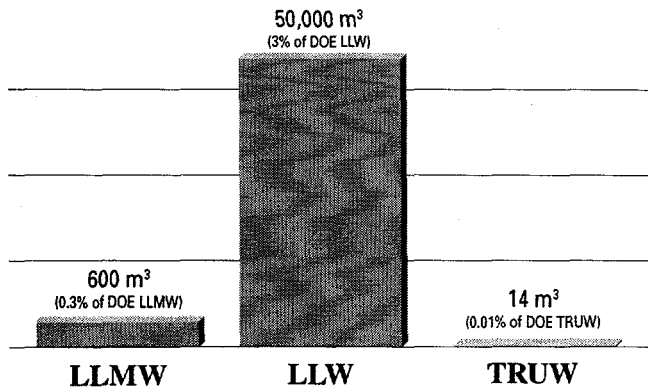 50,000 m³
(3% of DOE LLW)
600 m³
(0.3% of DOE LLMW)
14 m³
(0.01% of DOE TRUW)
LLMW
LLW
TRUW